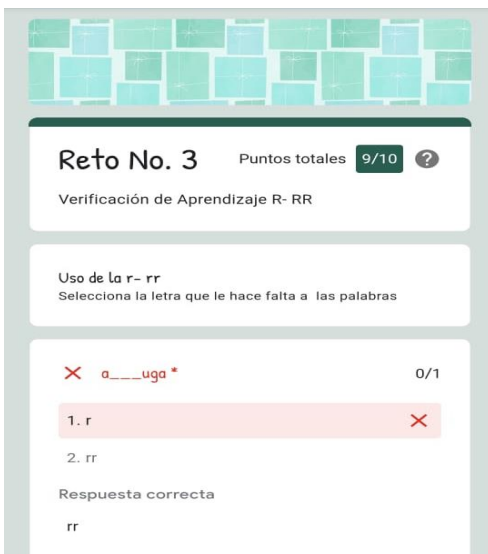 Reto No. 3 Puntos totales 9/10 ?
Verificación de Aprendizaje R- RR
Uso de la r- rr
Selecciona la letra que le hace falta a las palabras
a___uga * 0/1
1. r
2. rr
Respuesta correcta
rr